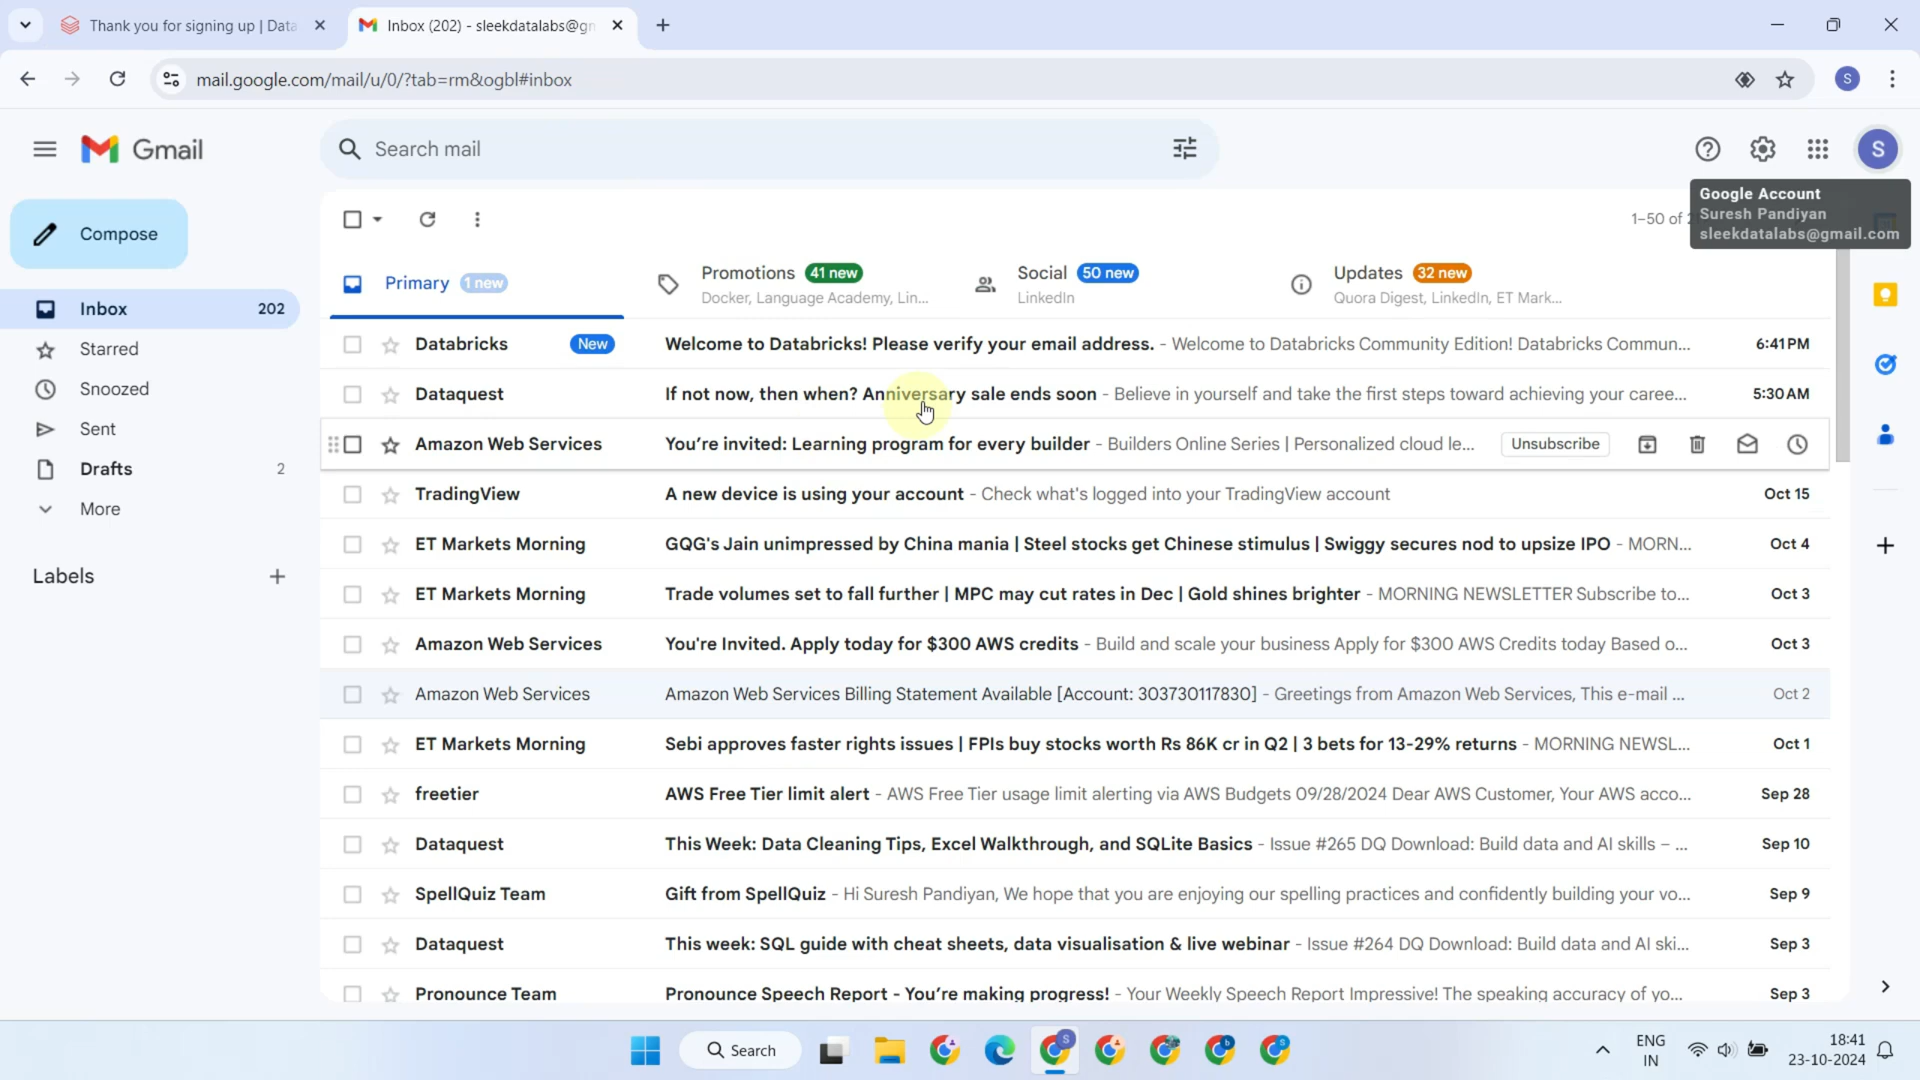 Thank you for signing up | Data
Inbox (202) - sleekdatalabs@gm
mail.google.com/mail/u/0/?tab=rm&ogbl#inbox
S
Gmail
Search mail
S
Google Account
Suresh Pandiyan
sleekdatalabs@gmail.com
Compose
1–50 of
Primary 1 new
Promotions 41 new
Docker, Language Academy, Lin...
Social 50 new
LinkedIn
Updates 32 new
Quora Digest, LinkedIn, ET Mark...
Inbox 202
Starred
Snoozed
Sent
Drafts 2
More
Labels
Databricks New Welcome to Databricks! Please verify your email address. - Welcome to Databricks Community Edition! Databricks Commun... 6:41 PM
Dataquest If not now, then when? Anniversary sale ends soon - Believe in yourself and take the first steps toward achieving your caree... 5:30 AM
Amazon Web Services You're invited: Learning program for every builder - Builders Online Series | Personalized cloud le... Unsubscribe
TradingView A new device is using your account - Check what's logged into your TradingView account Oct 15
ET Markets Morning GQG's Jain unimpressed by China mania | Steel stocks get Chinese stimulus | Swiggy secures nod to upsize IPO - MORN... Oct 4
ET Markets Morning Trade volumes set to fall further | MPC may cut rates in Dec | Gold shines brighter - MORNING NEWSLETTER Subscribe to... Oct 3
Amazon Web Services You're Invited. Apply today for $300 AWS credits - Build and scale your business Apply for $300 AWS Credits today Based o... Oct 3
Amazon Web Services Amazon Web Services Billing Statement Available [Account: 303730117830] - Greetings from Amazon Web Services, This e-mail ... Oct 2
ET Markets Morning Sebi approves faster rights issues | FPIs buy stocks worth Rs 86K cr in Q2 | 3 bets for 13-29% returns - MORNING NEWSL... Oct 1
freetier AWS Free Tier limit alert - AWS Free Tier usage limit alerting via AWS Budgets 09/28/2024 Dear AWS Customer, Your AWS acco... Sep 28
Dataquest This Week: Data Cleaning Tips, Excel Walkthrough, and SQLite Basics - Issue #265 DQ Download: Build data and AI skills – ... Sep 10
SpellQuiz Team Gift from SpellQuiz - Hi Suresh Pandiyan, We hope that you are enjoying our spelling practices and confidently building your vo... Sep 9
Dataquest This week: SQL guide with cheat sheets, data visualisation & live webinar - Issue #264 DQ Download: Build data and AI ski... Sep 3
Pronounce Team Pronounce Speech Report - You're making progress! - Your Weekly Speech Report Impressive! The speaking accuracy of yo... Sep 3
Search
ENG
IN
18:41
23-10-2024